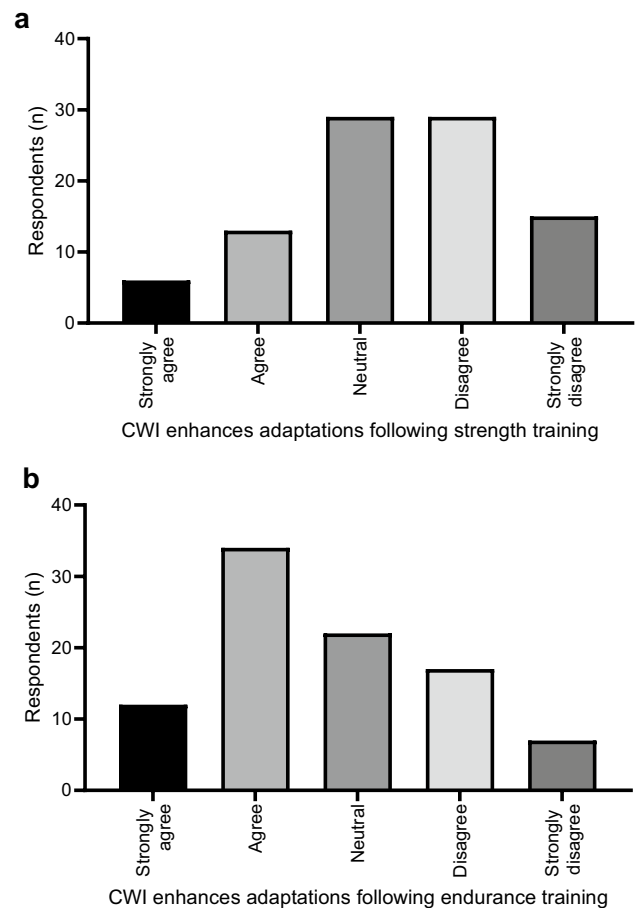 a
40
30
20
10
0
Respondents (n)
Strongly
agree
Agree
Neutral
Disagree
Strongly
disagree
CWI enhances adaptations following strength training
b
40
30
20
10
0
Respondents (n)
Strongly
agree
Agree
Neutral
Disagree
Strongly
disagree
CWI enhances adaptations following endurance training